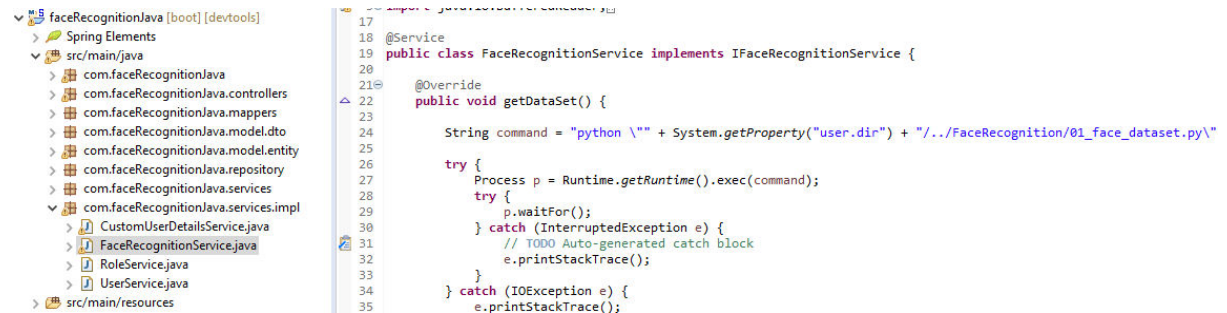 faceRecognitionJava [boot] [devtools]
Spring Elements
src/main/java
com.faceRecognitionJava
com.faceRecognitionJava.controllers
com.faceRecognitionJava.mappers
com.faceRecognitionJava.model.dto
com.faceRecognitionJava.model.entity
com.faceRecognitionJava.repository
com.faceRecognitionJava.services
com.faceRecognitionJava.services.impl
CustomUserDetailsService.java
FaceRecognitionService.java
RoleService.java
UserService.java
src/main/resources
import java.io.BufferedReader;
17
18 @Service
19 public class FaceRecognitionService implements IFaceRecognitionService {
20
21 @Override
22 public void getDataSet() {
23
24 String command = "python \"" + System.getProperty("user.dir") + "/../FaceRecognition/01_face_dataset.py\"
25
26 try {
27 Process p = Runtime.getRuntime().exec(command);
28 try {
29 p.waitFor();
30 } catch (InterruptedException e) {
31 // TODO Auto-generated catch block
32 e.printStackTrace();
33 }
34 } catch (IOException e) {
35 e.printStackTrace();